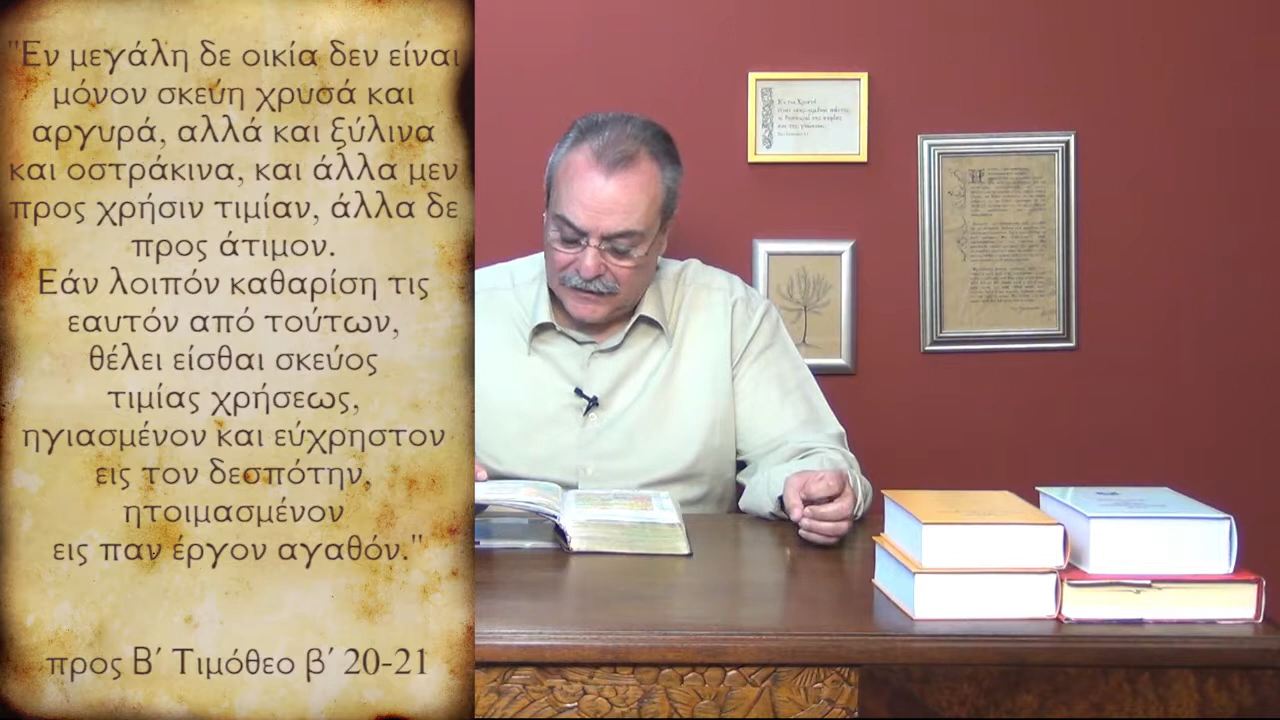 "Εν μεγάλη δε οικία δεν είναι
μόνον σκεύη χρυσά και
αργυρά, αλλά και ξύλινα
και οστράκινα, και άλλα μεν
προς χρήσιν τιμίαν, άλλα δε
προς άτιμον.
Εάν λοιπόν καθαρίση τις
εαυτόν από τούτων,
θέλει είσθαι σκεύος
τιμίας χρήσεως,
ηγιασμένον και εύχρηστον
εις τον δεσπότην,
ητοιμασμένον
εις παν έργον αγαθόν."
προς Β΄ Τιμόθεο β΄ 20-21